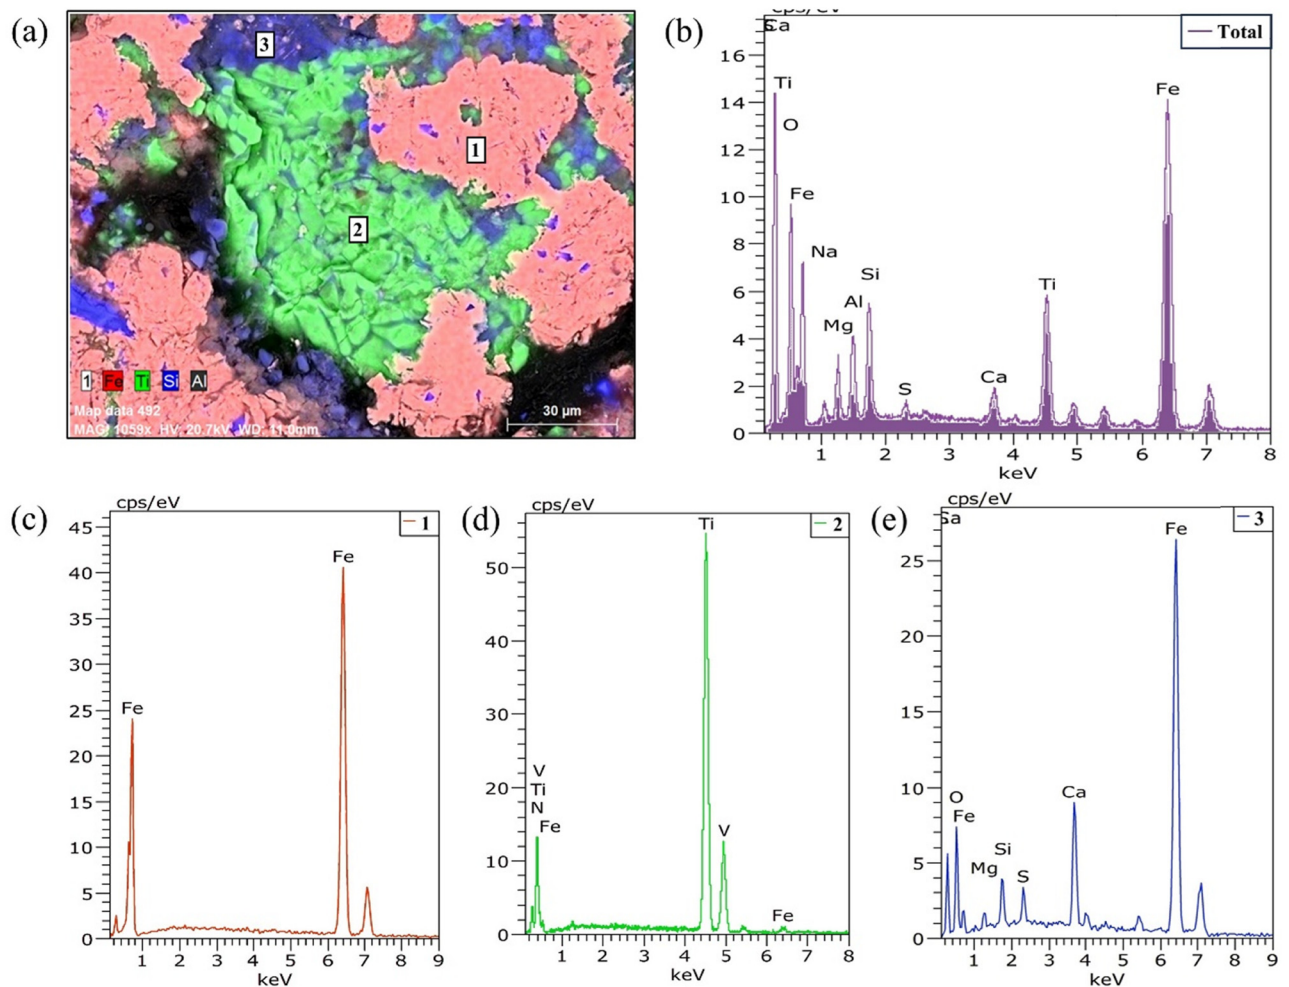 (a)
3
1
2
1 Fe Ti Si Al
Map data 492
MAG: 1059x HV: 20.7kV WD: 11.0mm
30 µm
(b)
cps/eV
Ca
Total
Ti
O
Fe
Na
Mg
Al
Si
S
Ca
Ti
Fe
16
14
12
10
8
6
4
2
0
1 2 3 4 5 6 7 8
keV
(c)
cps/eV
1
Fe
Fe
45
40
35
30
25
20
15
10
5
0
1 2 3 4 5 6 7 8 9
keV
(d)
cps/eV
2
Ti
V
Ti
N
Fe
V
Fe
50
40
30
20
10
0
1 2 3 4 5 6 7 8
keV
(e)
cps/eV
3
Fe
O
Fe
Mg
Si
S
Ca
25
20
15
10
5
0
1 2 3 4 5 6 7 8 9
keV